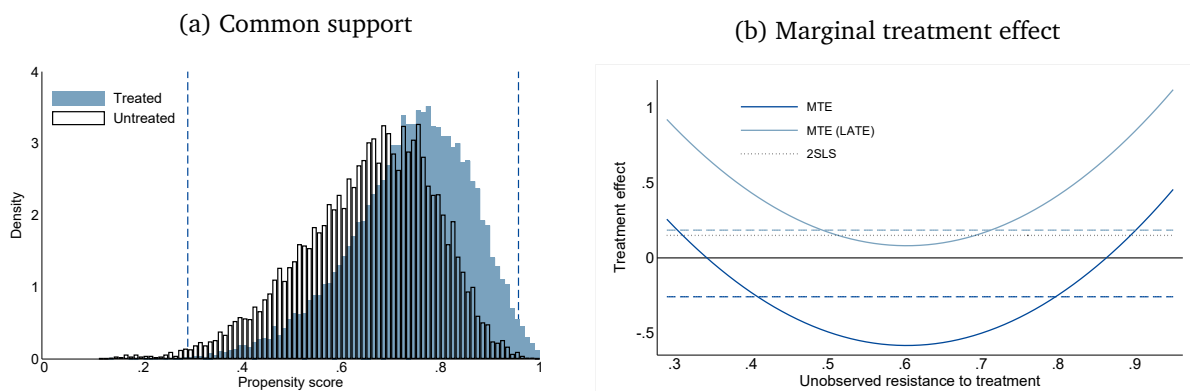 (a) Common support
4
3
2
1
0
Density
Treated
Untreated
0
.2
.4
.6
.8
1
Propensity score
(b) Marginal treatment effect
1
.5
0
-.5
Treatment effect
MTE
MTE (LATE)
2SLS
.3
.4
.5
.6
.7
.8
.9
Unobserved resistance to treatment